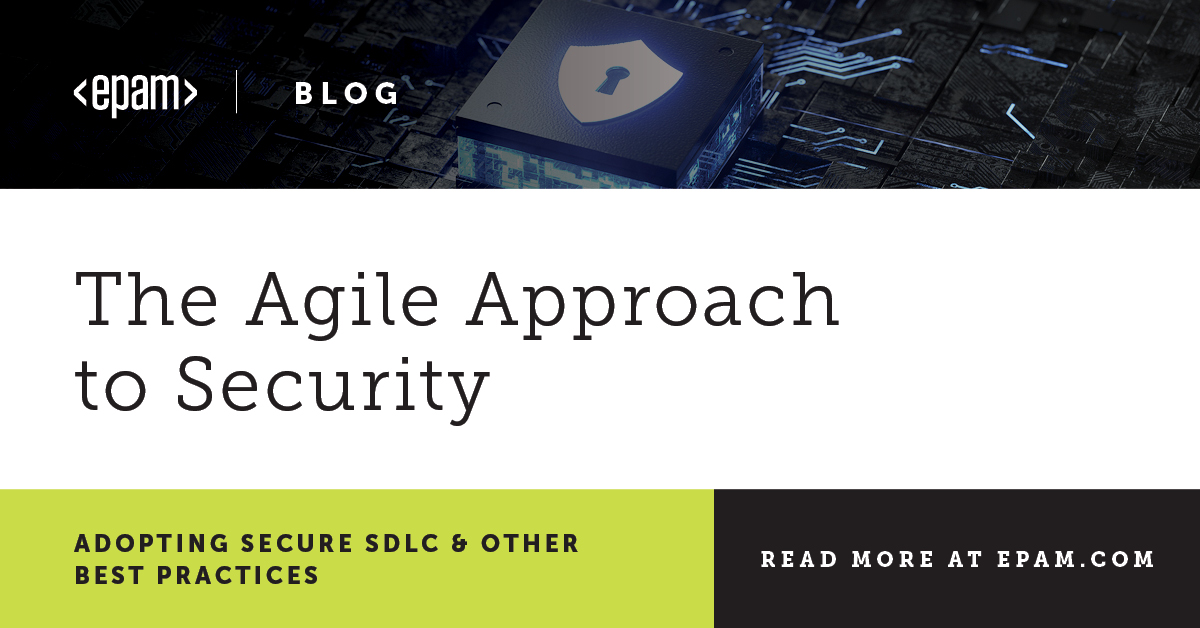 <epam> | BLOG
The Agile Approach
to Security
ADOPTING SECURE SDLC & OTHER
BEST PRACTICES
READ MORE AT EPAM.COM